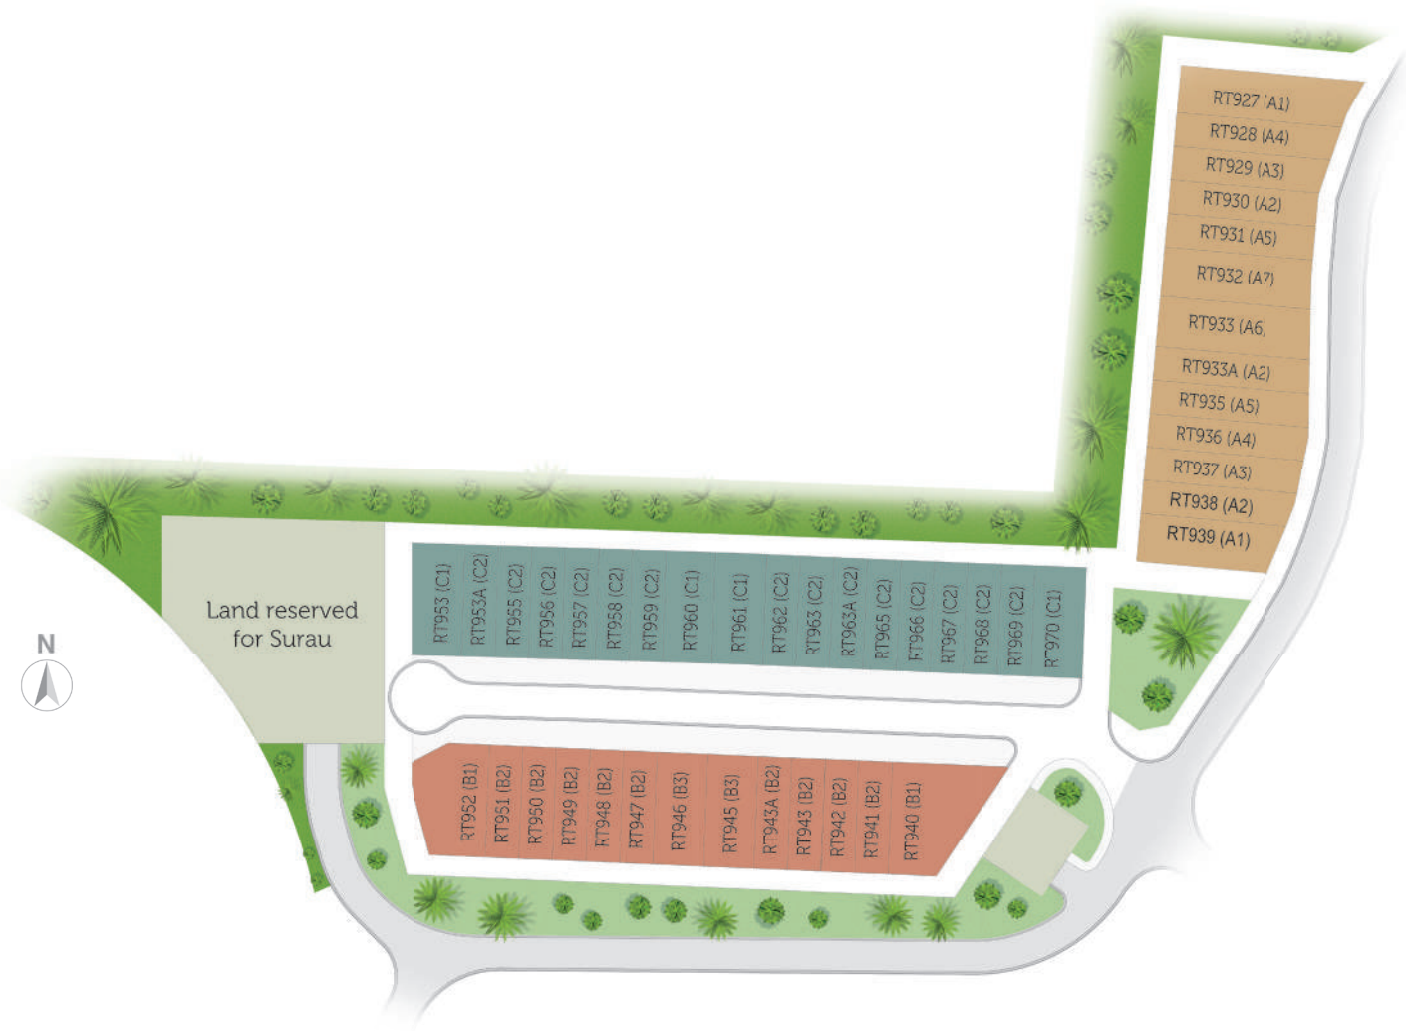 RT927 (A1)
RT928 (A4)
RT929 (A3)
RT930 (A2)
RT931 (A5)
RT932 (A7)
RT933 (A6)
RT933A (A2)
RT935 (A5)
RT936 (A4)
RT937 (A3)
RT938 (A2)
RT939 (A1)
Land reserved
for Surau
N
RT953 (C1)
RT953A (C2)
RT955 (C2)
RT956 (C2)
RT957 (C2)
RT958 (C2)
RT959 (C2)
RT960 (C1)
RT961 (C1)
RT962 (C2)
RT963 (C2)
RT963A (C2)
RT965 (C2)
RT966 (C2)
RT967 (C2)
RT968 (C2)
RT969 (C2)
RT970 (C1)
RT952 (B1)
RT951 (B2)
RT950 (B2)
RT949 (B2)
RT948 (B2)
RT947 (B2)
RT946 (B3)
RT945 (B3)
RT943A (B2)
RT943 (B2)
RT942 (B2)
RT941 (B2)
RT940 (B1)